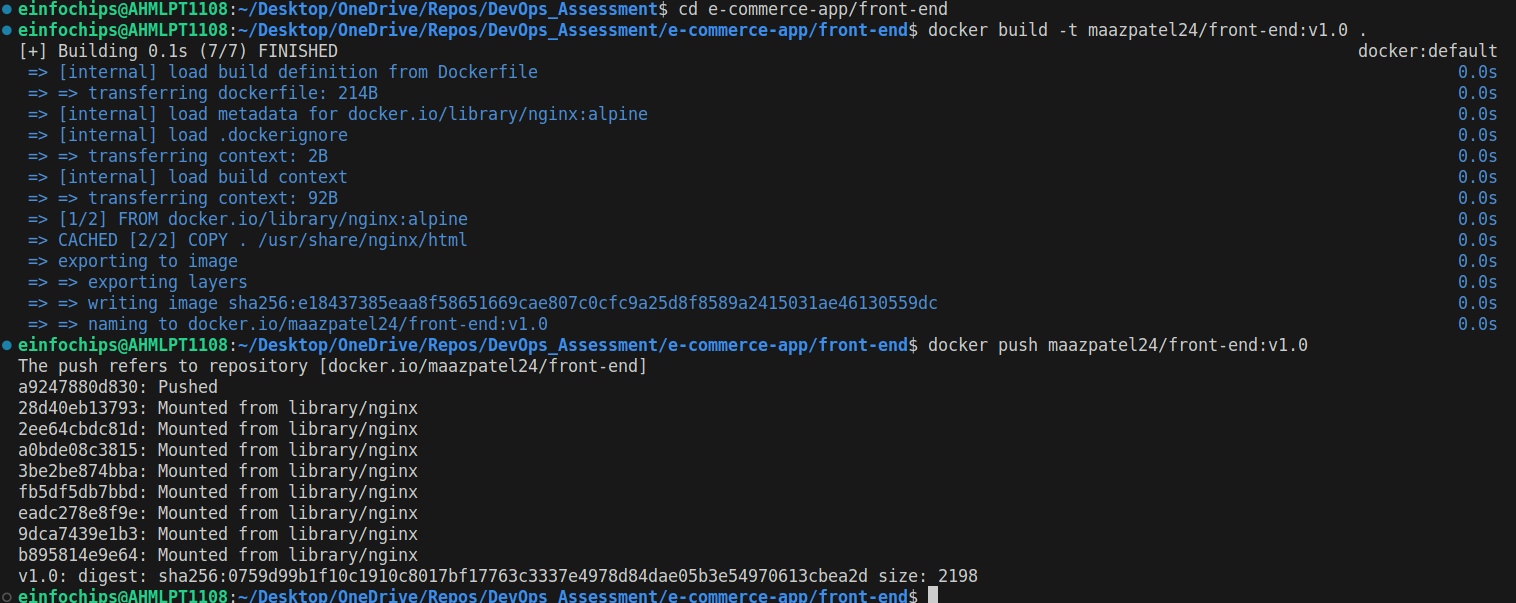 einfochips@AHMLPT1108:~/Desktop/OneDrive/Repos/DevOps_Assessment$ cd e-commerce-app/front-end
einfochips@AHMLPT1108:~/Desktop/OneDrive/Repos/DevOps_Assessment/e-commerce-app/front-end$ docker build -t maazpatel24/front-end:v1.0 .
[+] Building 0.1s (7/7) FINISHED docker:default
=> [internal] load build definition from Dockerfile 0.0s
=> => transferring dockerfile: 214B 0.0s
=> [internal] load metadata for docker.io/library/nginx:alpine 0.0s
=> [internal] load .dockerignore 0.0s
=> => transferring context: 2B 0.0s
=> [internal] load build context 0.0s
=> => transferring context: 92B 0.0s
=> [1/2] FROM docker.io/library/nginx:alpine 0.0s
=> CACHED [2/2] COPY . /usr/share/nginx/html 0.0s
=> exporting to image 0.0s
=> => exporting layers 0.0s
=> => writing image sha256:e18437385eaa8f58651669cae807c0cfc9a25d8f8589a2415031ae46130559dc 0.0s
=> => naming to docker.io/maazpatel24/front-end:v1.0 0.0s
einfochips@AHMLPT1108:~/Desktop/OneDrive/Repos/DevOps_Assessment/e-commerce-app/front-end$ docker push maazpatel24/front-end:v1.0
The push refers to repository [docker.io/maazpatel24/front-end]
a9247880d830: Pushed
28d40eb13793: Mounted from library/nginx
2ee64cbdc81d: Mounted from library/nginx
a0bde08c3815: Mounted from library/nginx
3be2be874bba: Mounted from library/nginx
fb5df5db7bbd: Mounted from library/nginx
eadc278e8f9e: Mounted from library/nginx
9dca7439e1b3: Mounted from library/nginx
b895814e9e64: Mounted from library/nginx
v1.0: digest: sha256:0759d99b1f10c1910c8017bf17763c3337e4978d84dae05b3e54970613cbea2d size: 2198
einfochips@AHMLPT1108:~/Desktop/OneDrive/Repos/DevOps_Assessment/e-commerce-app/front-end$